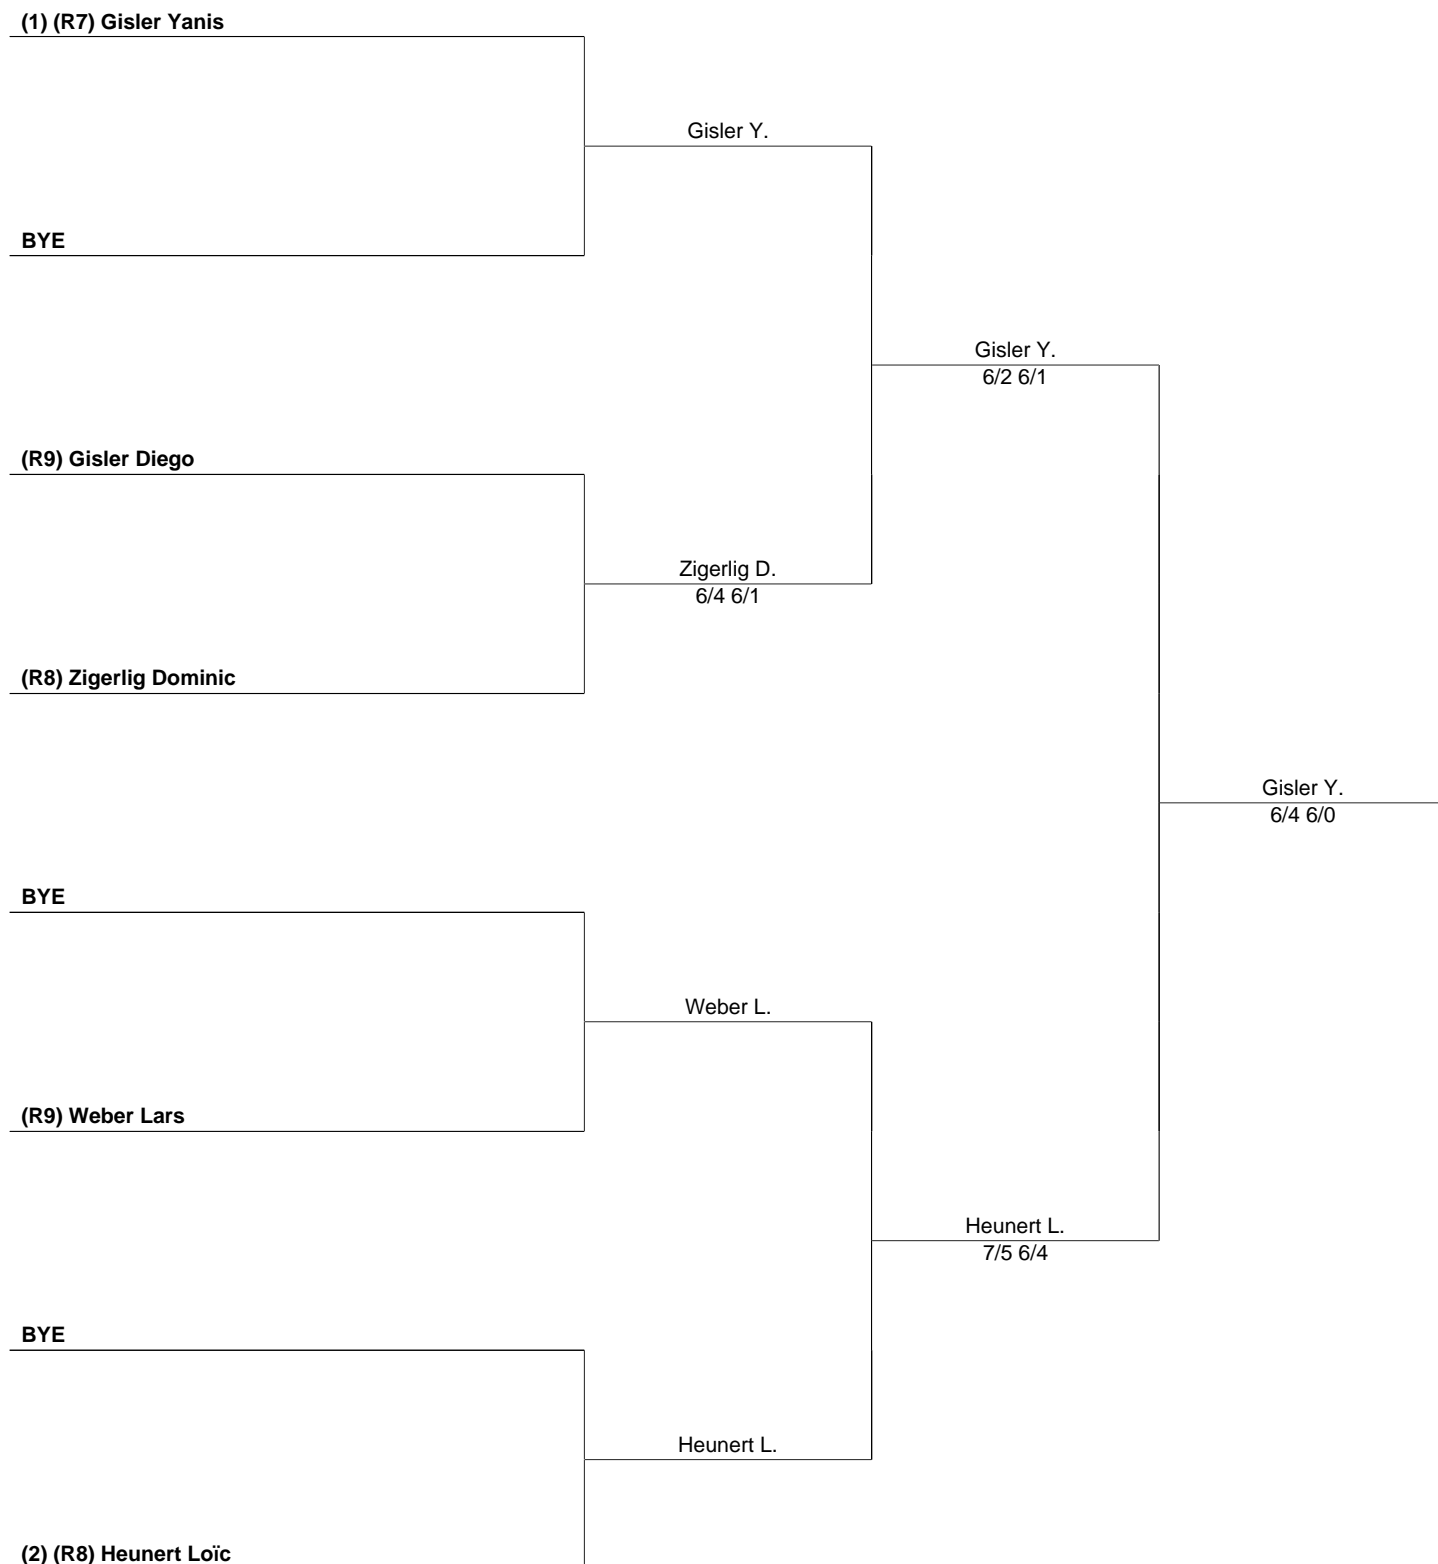 (1) (R7) Gisler Yanis
Gisler Y.
BYE
Gisler Y.
6/2 6/1
(R9) Gisler Diego
Zigerlig D.
6/4 6/1
(R8) Zigerlig Dominic
Gisler Y.
6/4 6/0
BYE
Weber L.
(R9) Weber Lars
Heunert L.
7/5 6/4
BYE
Heunert L.
(2) (R8) Heunert Loïc